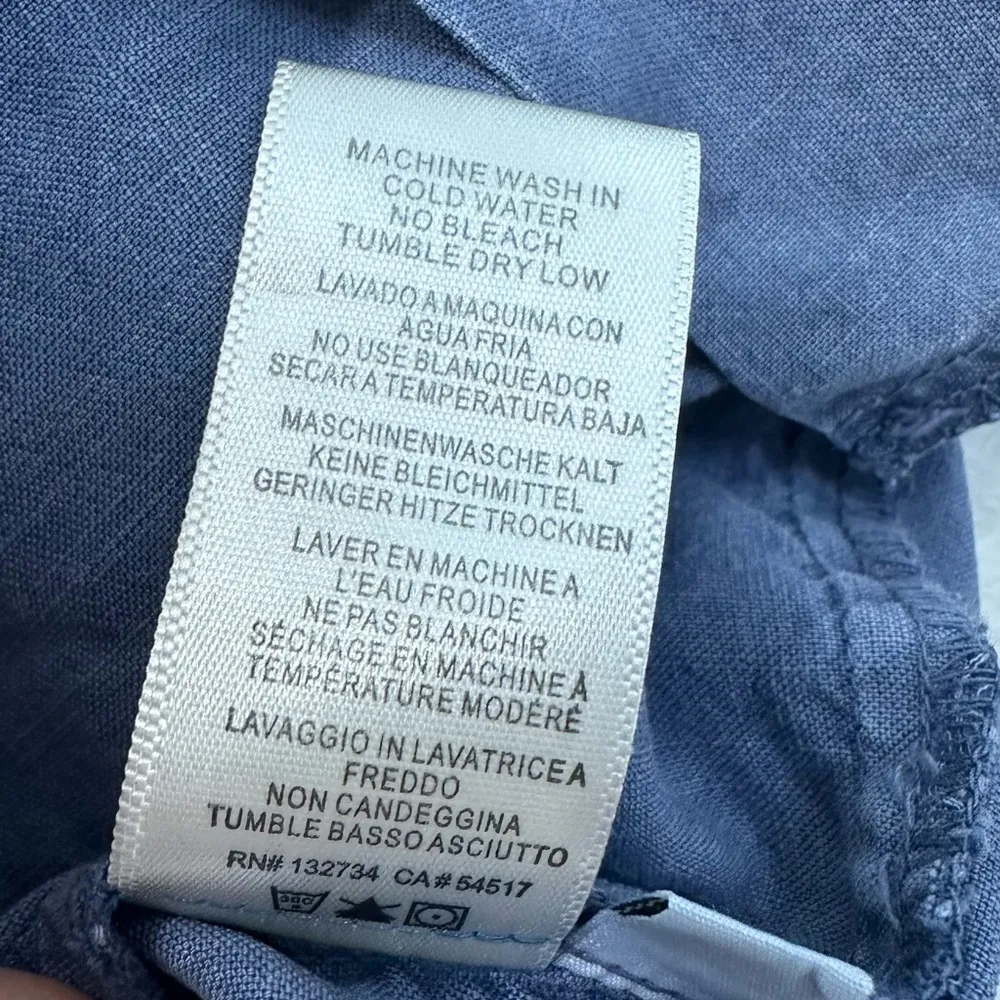 MACHINE WASH IN
COLD WATER
NO BLEACH
TUMBLE DRY LOW
LAVADO A MAQUINA CON
AGUA FRIA
NO USE BLANQUEADOR
SECAR A TEMPERATURA BAJA
MASCHINENWASCHE KALT
KEINE BLEICHMITTEL
GERINGER HITZE TROCKNEN
LAVER EN MACHINE A
L'EAU FROIDE
NE PAS BLANCHIR
SÉCHAGE EN MACHINE À
TEMPÉRATURE MODÉRÉ
LAVAGGIO IN LAVATRICE A
FREDDO
NON CANDEGGINA
TUMBLE BASSO ASCIUTTO
RN# 132734 CA# 54517
30C